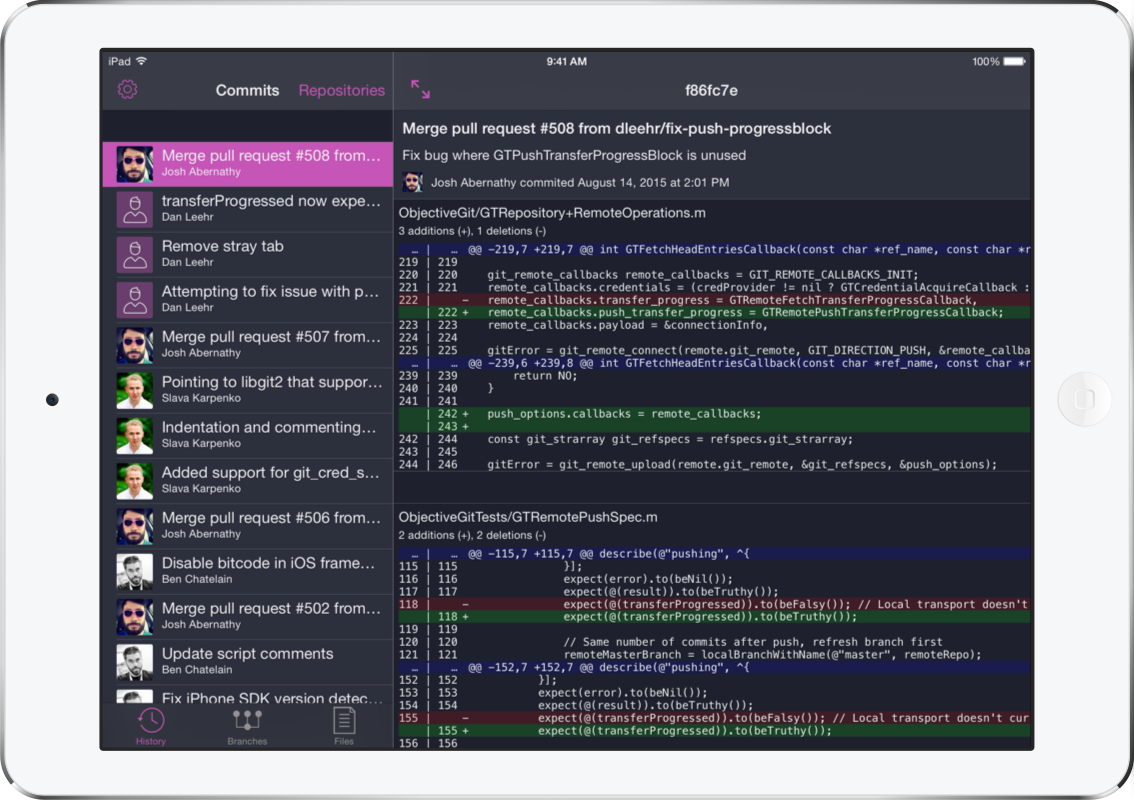 iPad
9:41 AM
100%
Commits
Repositories
f86fc7e
Merge pull request #508 from…
Josh Abernathy
transferProgressed now expe…
Dan Leehr
Remove stray tab
Dan Leehr
Attempting to fix issue with p…
Dan Leehr
Merge pull request #507 from…
Josh Abernathy
Pointing to libgit2 that suppor…
Slava Karpenko
Indentation and commenting…
Slava Karpenko
Added support for git_cred_s…
Slava Karpenko
Merge pull request #506 from…
Josh Abernathy
Disable bitcode in iOS frame…
Ben Chatelain
Merge pull request #502 from…
Josh Abernathy
Update script comments
Ben Chatelain
Fix iPhone SDK version detec…
History
Branches
Files
Merge pull request #508 from dleehr/fix-push-progressblock
Fix bug where GTPushTransferProgressBlock is unused
Josh Abernathy commited August 14, 2015 at 2:01 PM
ObjectiveGit/GTRepository+RemoteOperations.m
3 additions (+), 1 deletions (-)
… | … @@ -219,7 +219,7 @@ int GTFetchHeadEntriesCallback(const char *ref_name, const char *r
219 | 219
220 | 220 git_remote_callbacks remote_callbacks = GIT_REMOTE_CALLBACKS_INIT;
221 | 221 remote_callbacks.credentials = (credProvider != nil ? GTCredentialAcquireCallback :
222 | - remote_callbacks.transfer_progress = GTRemoteFetchTransferProgressCallback,
| 222 + remote_callbacks.push_transfer_progress = GTRemotePushTransferProgressCallback;
223 | 223 remote_callbacks.payload = &connectionInfo,
224 | 224
225 | 225 gitError = git_remote_connect(remote.git_remote, GIT_DIRECTION_PUSH, &remote_callba
… | … @@ -239,6 +239,8 @@ int GTFetchHeadEntriesCallback(const char *ref_name, const char *r
239 | 239 return NO;
240 | 240 }
241 | 241
| 242 + push_options.callbacks = remote_callbacks;
| 243 +
242 | 244 const git_strarray git_refspecs = refspecs.git_strarray;
243 | 245
244 | 246 gitError = git_remote_upload(remote.git_remote, &git_refspecs, &push_options);
ObjectiveGitTests/GTRemotePushSpec.m
2 additions (+), 2 deletions (-)
… | … @@ -115,7 +115,7 @@ describe(@"pushing", ^{
115 | 115 }];
116 | 116 expect(error).to(beNil());
117 | 117 expect(@(result)).to(beTruthy());
118 | - expect(@(transferProgressed)).to(beFalsy()); // Local transport doesn't
| 118 + expect(@(transferProgressed)).to(beTruthy());
119 | 119
120 | 120 // Same number of commits after push, refresh branch first
121 | 121 remoteMasterBranch = localBranchWithName(@"master", remoteRepo);
… | … @@ -152,7 +152,7 @@ describe(@"pushing", ^{
152 | 152 }];
153 | 153 expect(error).to(beNil());
154 | 154 expect(@(result)).to(beTruthy());
155 | - expect(@(transferProgressed)).to(beFalsy()); // Local transport doesn't cur
| 155 + expect(@(transferProgressed)).to(beTruthy());
156 | 156